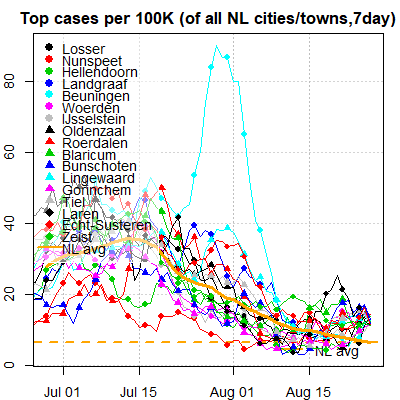 Top cases per 100K (of all NL cities/towns,7day)
Losser
Nunspeet
Hellendoorn
Landgraaf
Beuningen
Woerden
IJsselstein
Oldenzaal
Roerdalen
Blaricum
Bunschoten
Lingewaard
Gorinchem
Tiel
Laren
Echt-Susteren
Zeist
NL avg
NL avg
0
20
40
60
80
Jul 01
Jul 15
Aug 01
Aug 15